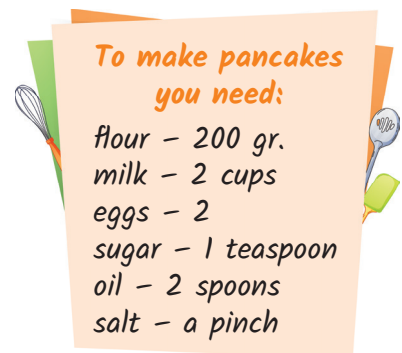 To make pancakes
you need:
flour – 200 gr.
milk – 2 cups
eggs – 2
sugar – 1 teaspoon
oil – 2 spoons
salt – a pinch